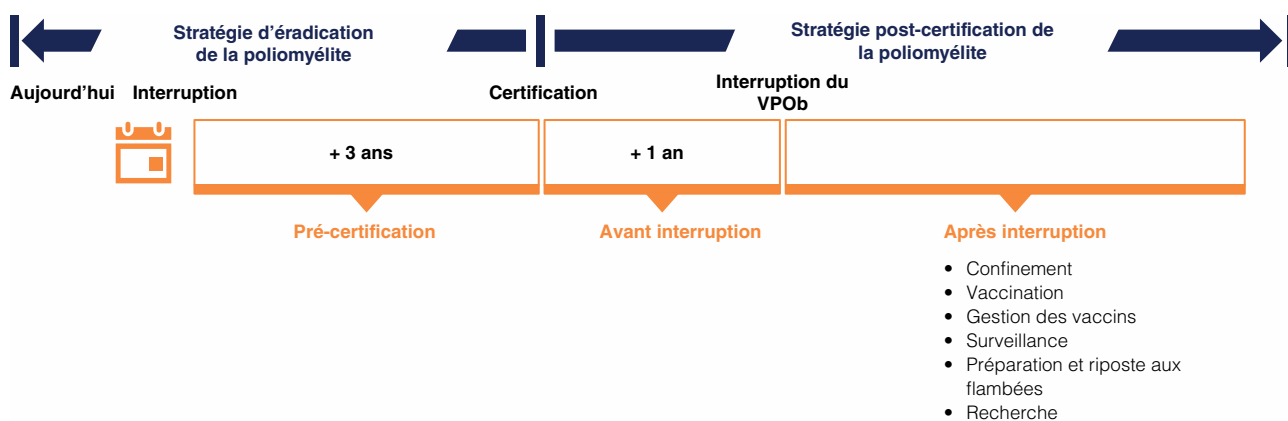 Stratégie d’éradication
de la poliomyélite
Stratégie post-certification de
la poliomyélite
Aujourd’hui
Interruption
Certification
Interruption du
VPOb
+ 3 ans
+ 1 an
Pré-certification
Avant interruption
Après interruption
• Confinement
• Vaccination
• Gestion des vaccins
• Surveillance
• Préparation et riposte aux
flambées
• Recherche